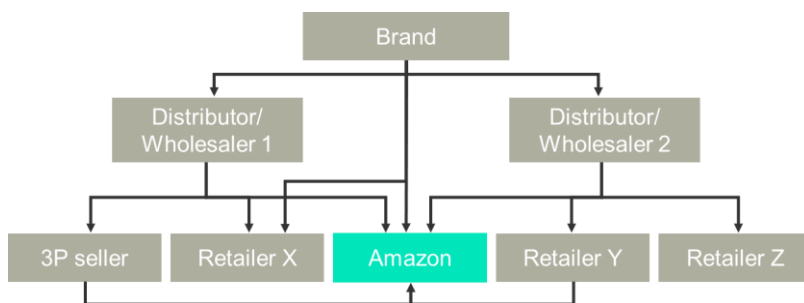 Brand
Distributor/
Wholesaler 1
Distributor/
Wholesaler 2
3P seller
Retailer X
Amazon
Retailer Y
Retailer Z